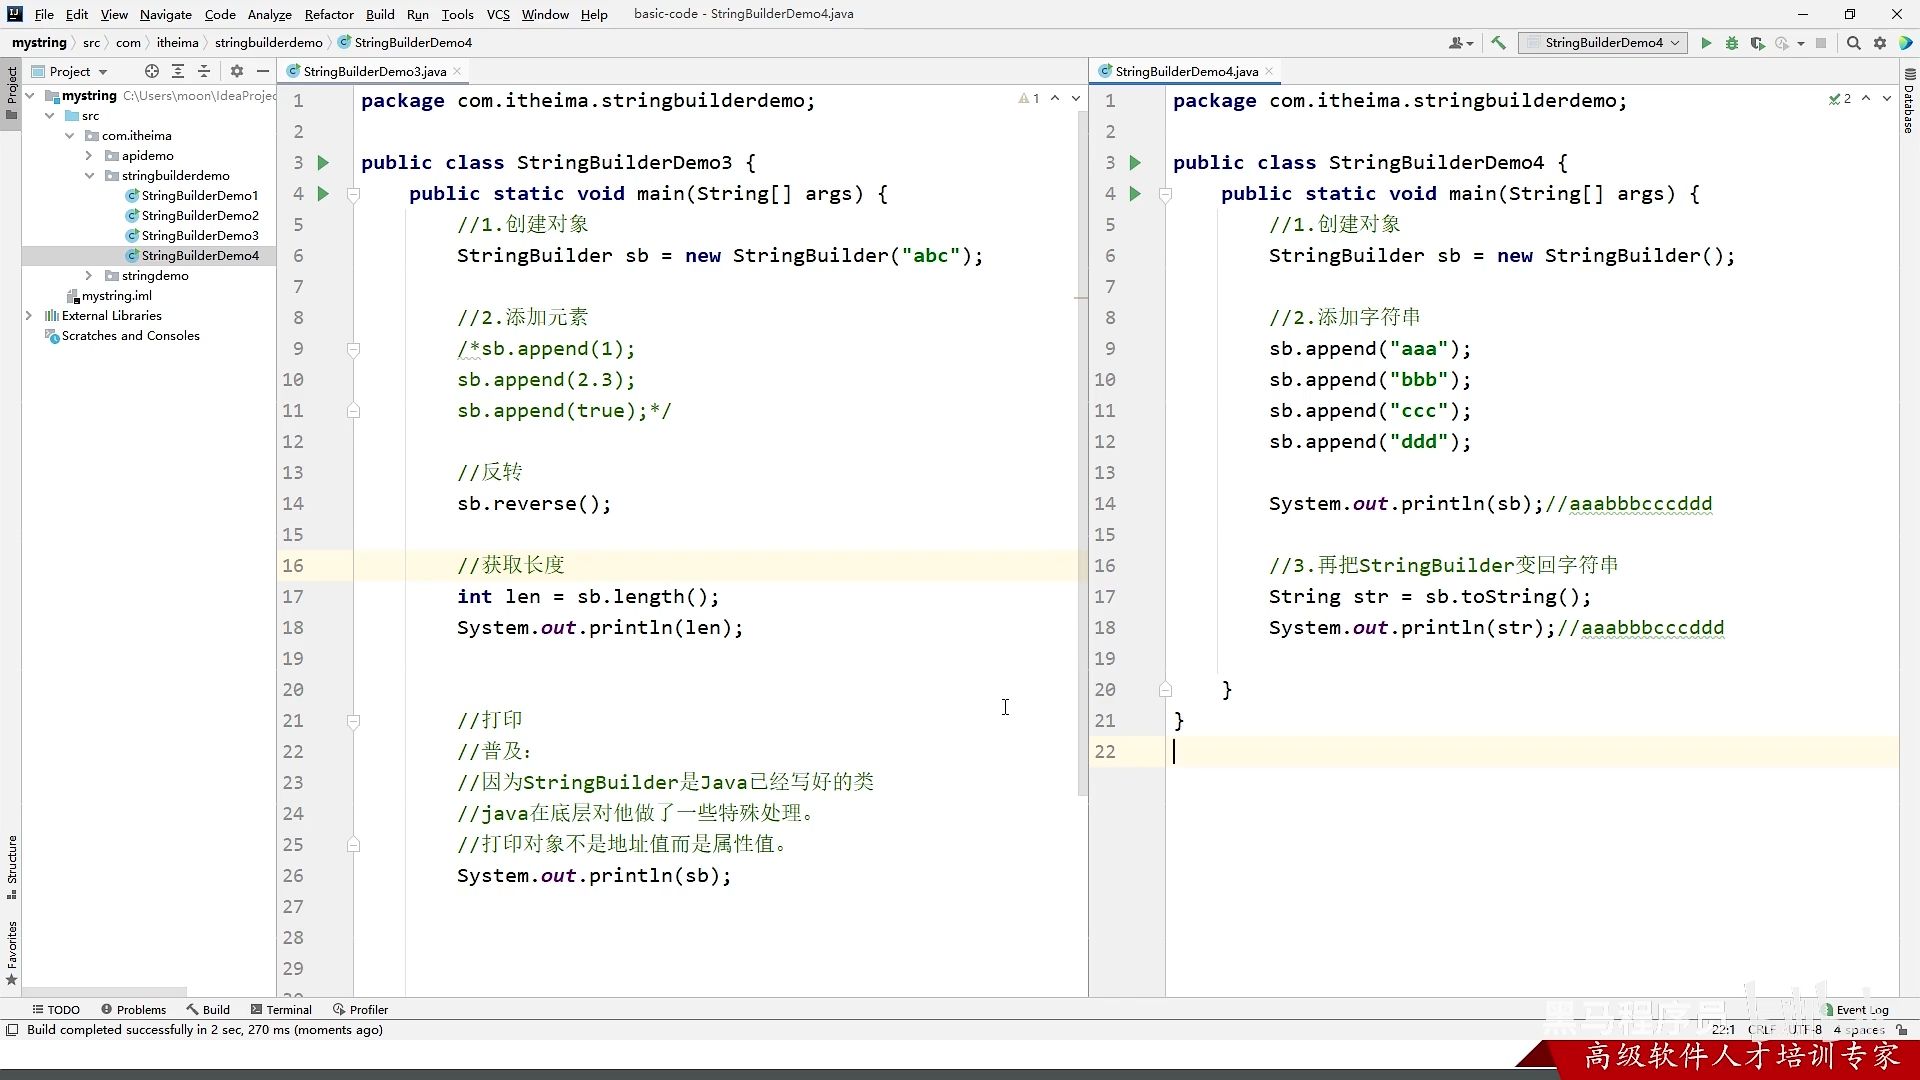 File Edit View Navigate Code Analyze Refactor Build Run Tools VCS Window Help basic-code - StringBuilderDemo4.java
mystring src com itheima stringbuilderdemo StringBuilderDemo4
StringBuilderDemo4
Project
Project
mystring C:\Users\moon\IdeaProjec
src
com.itheima
apidemo
stringbuilderdemo
StringBuilderDemo1
StringBuilderDemo2
StringBuilderDemo3
StringBuilderDemo4
stringdemo
mystring.iml
External Libraries
Scratches and Consoles
Structure
Favorites
StringBuilderDemo3.java
1
1 package com.itheima.stringbuilderdemo;
2
3 public class StringBuilderDemo3 {
4 public static void main(String[] args) {
5 //1.创建对象
6 StringBuilder sb = new StringBuilder("abc");
7
8 //2.添加元素
9 /*sb.append(1);
10 sb.append(2.3);
11 sb.append(true);*/
12
13 //反转
14 sb.reverse();
15
16 //获取长度
17 int len = sb.length();
18 System.out.println(len);
19
20
21 //打印
22 //普及：
23 //因为StringBuilder是Java已经写好的类
24 //java在底层对他做了一些特殊处理。
25 //打印对象不是地址值而是属性值。
26 System.out.println(sb);
27
28
29
StringBuilderDemo4.java
2
1 package com.itheima.stringbuilderdemo;
2
3 public class StringBuilderDemo4 {
4 public static void main(String[] args) {
5 //1.创建对象
6 StringBuilder sb = new StringBuilder();
7
8 //2.添加字符串
9 sb.append("aaa");
10 sb.append("bbb");
11 sb.append("ccc");
12 sb.append("ddd");
13
14 System.out.println(sb);//aaabbbcccddd
15
16 //3.再把StringBuilder变回字符串
17 String str = sb.toString();
18 System.out.println(str);//aaabbbcccddd
19
20 }
21 }
22
Database
TODO Problems Build Terminal Profiler Event Log
Build completed successfully in 2 sec, 270 ms (moments ago) 22:1 CRLF UTF-8 4 spaces
黑马程序员
高级软件人才培训专家